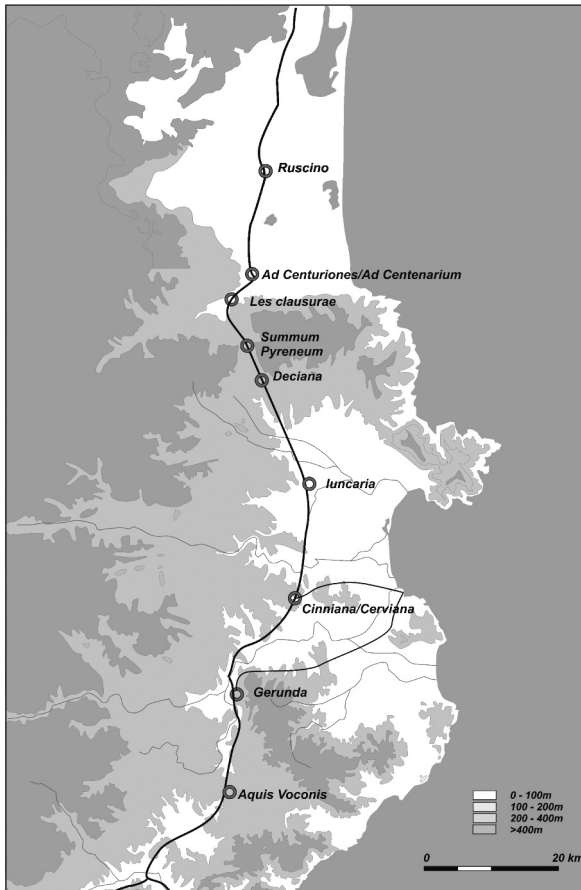 Ruscino
Ad Centuriones/Ad Centenarium
Les clausurae
Summum
Pyreneum
Deciana
Iuncaria
Cinniana/Cerviana
Gerunda
Aquis Voconis
0 - 100m
100 - 200m
200 - 400m
>400m
0 20 km